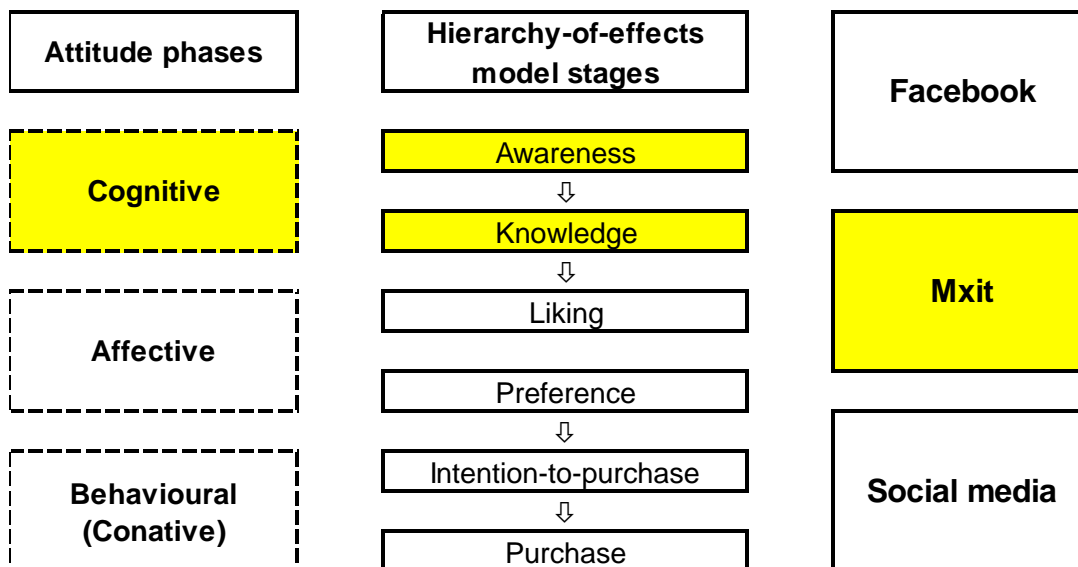 Attitude phases
Cognitive
Affective
Behavioural
(Conative)
Hierarchy-of-effects
model stages
Awareness
⇩
Knowledge
⇩
Liking
Preference
⇩
Intention-to-purchase
⇩
Purchase
Facebook
Mxit
Social media